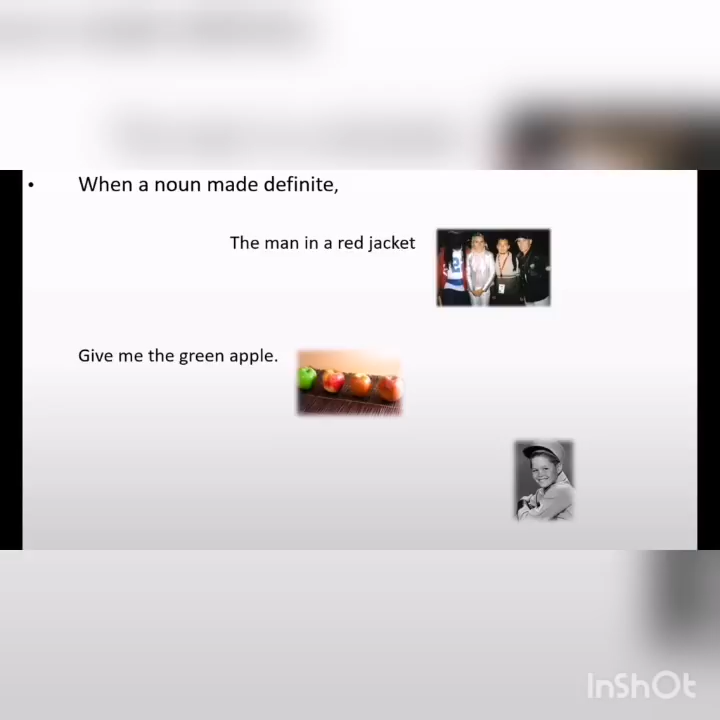 • When a noun made definite,
The man in a red jacket
Give me the green apple.
InShOt